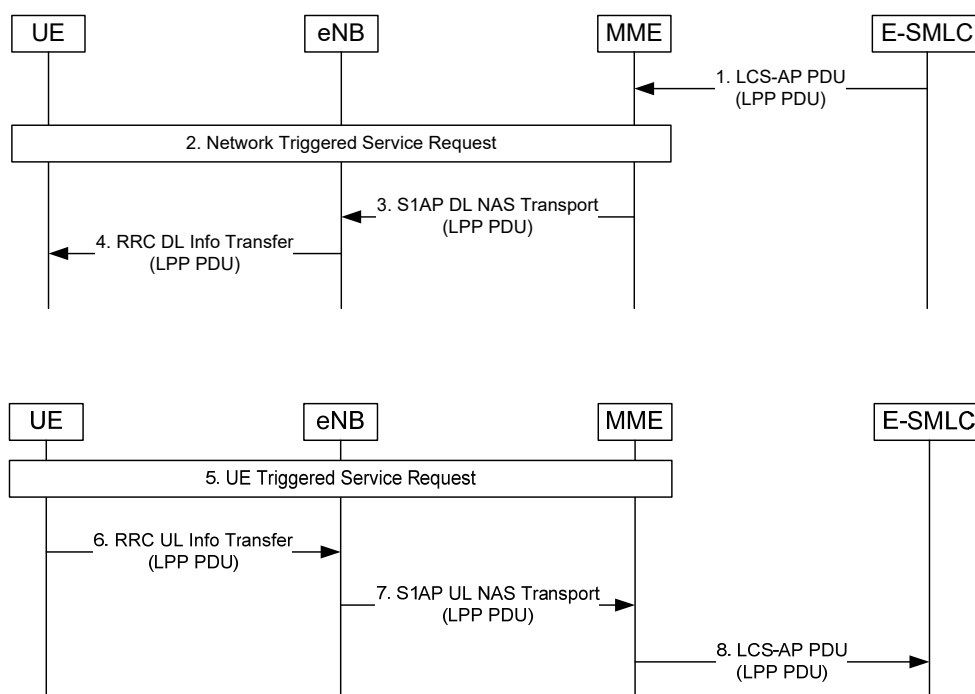 UE
eNB
MME
E-SMLC
1. LCS-AP PDU
(LPP PDU)
2. Network Triggered Service Request
3. S1AP DL NAS Transport
(LPP PDU)
4. RRC DL Info Transfer
(LPP PDU)
UE
eNB
MME
E-SMLC
5. UE Triggered Service Request
6. RRC UL Info Transfer
(LPP PDU)
7. S1AP UL NAS Transport
(LPP PDU)
8. LCS-AP PDU
(LPP PDU)